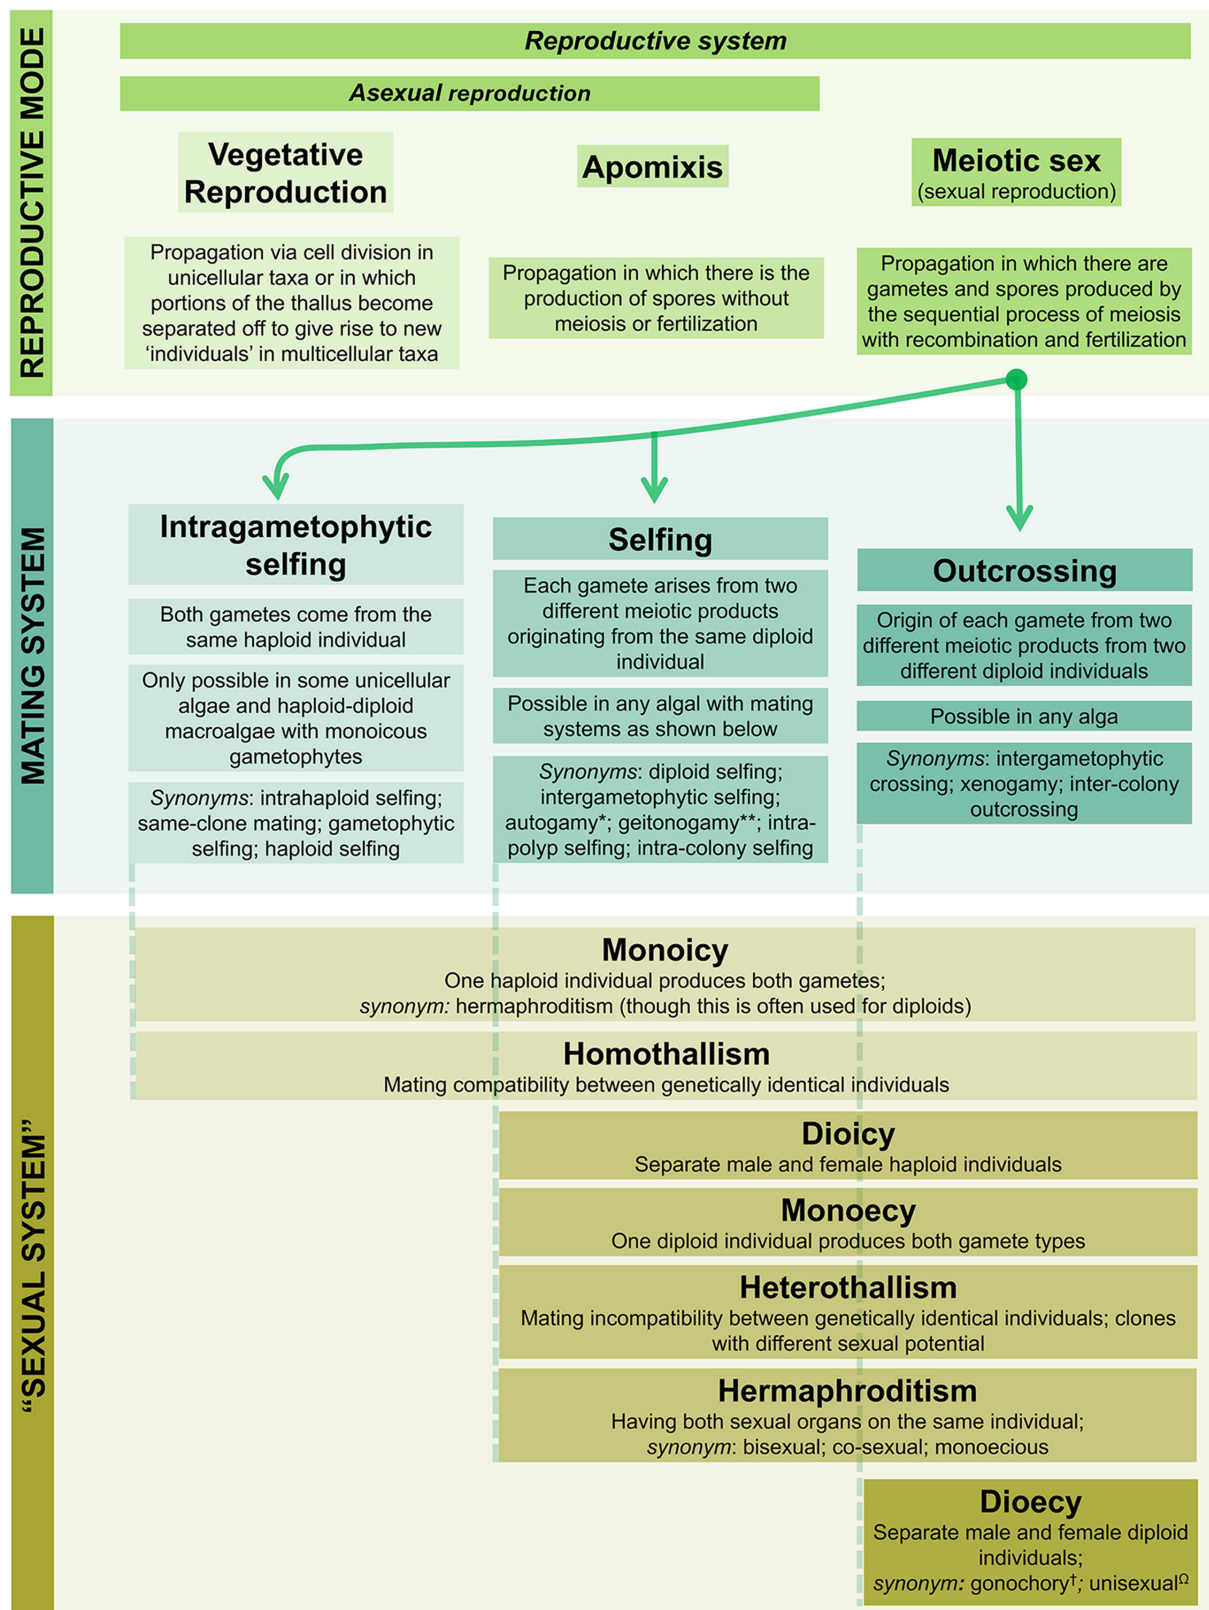 REPRODUCTIVE MODE
Reproductive system
Asexual reproduction
Vegetative
Reproduction
Propagation via cell division in
unicellular taxa or in which
portions of the thallus become
separated off to give rise to new
‘individuals’ in multicellular taxa
Apomixis
Propagation in which there is the
production of spores without
meiosis or fertilization
Meiotic sex
(sexual reproduction)
Propagation in which there are
gametes and spores produced by
the sequential process of meiosis
with recombination and fertilization
MATING SYSTEM
Intragametophytic
selfing
Both gametes come from the
same haploid individual
Only possible in some unicellular
algae and haploid-diploid
macroalgae with monoicous
gametophytes
Synonyms: intrahaploid selfing;
same-clone mating; gametophytic
selfing; haploid selfing
Selfing
Each gamete arises from two
different meiotic products
originating from the same diploid
individual
Possible in any algal with mating
systems as shown below
Synonyms: diploid selfing;
intergametophytic selfing;
autogamy*; geitonogamy**; intra-
polyp selfing; intra-colony selfing
Outcrossing
Origin of each gamete from two
different meiotic products from two
different diploid individuals
Possible in any alga
Synonyms: intergametophytic
crossing; xenogamy; inter-colony
outcrossing
“SEXUAL SYSTEM”
Monoicy
One haploid individual produces both gametes;
synonym: hermaphroditism (though this is often used for diploids)
Homothallism
Mating compatibility between genetically identical individuals
Dioicy
Separate male and female haploid individuals
Monoecy
One diploid individual produces both gamete types
Heterothallism
Mating incompatibility between genetically identical individuals; clones
with different sexual potential
Hermaphroditism
Having both sexual organs on the same individual;
synonym: bisexual; co-sexual; monoecious
Dioecy
Separate male and female diploid
individuals;
synonym: gonochory†; unisexualΩ